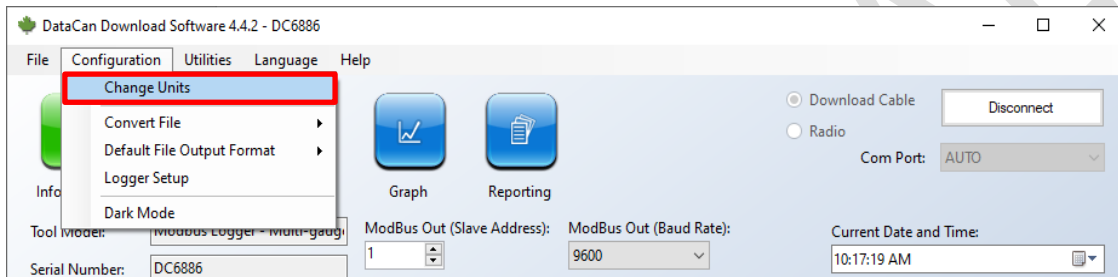 DataCan Download Software 4.4.2 - DC6886
File Configuration Utilities Language Help
Change Units
Convert File
Default File Output Format
Logger Setup
Dark Mode
Info
Graph
Reporting
Download Cable
Radio
Disconnect
Com Port: AUTO
Tool Model: Modbus Logger - Multi-gauge
Serial Number: DC6886
ModBus Out (Slave Address):
1
ModBus Out (Baud Rate):
9600
Current Date and Time:
10:17:19 AM